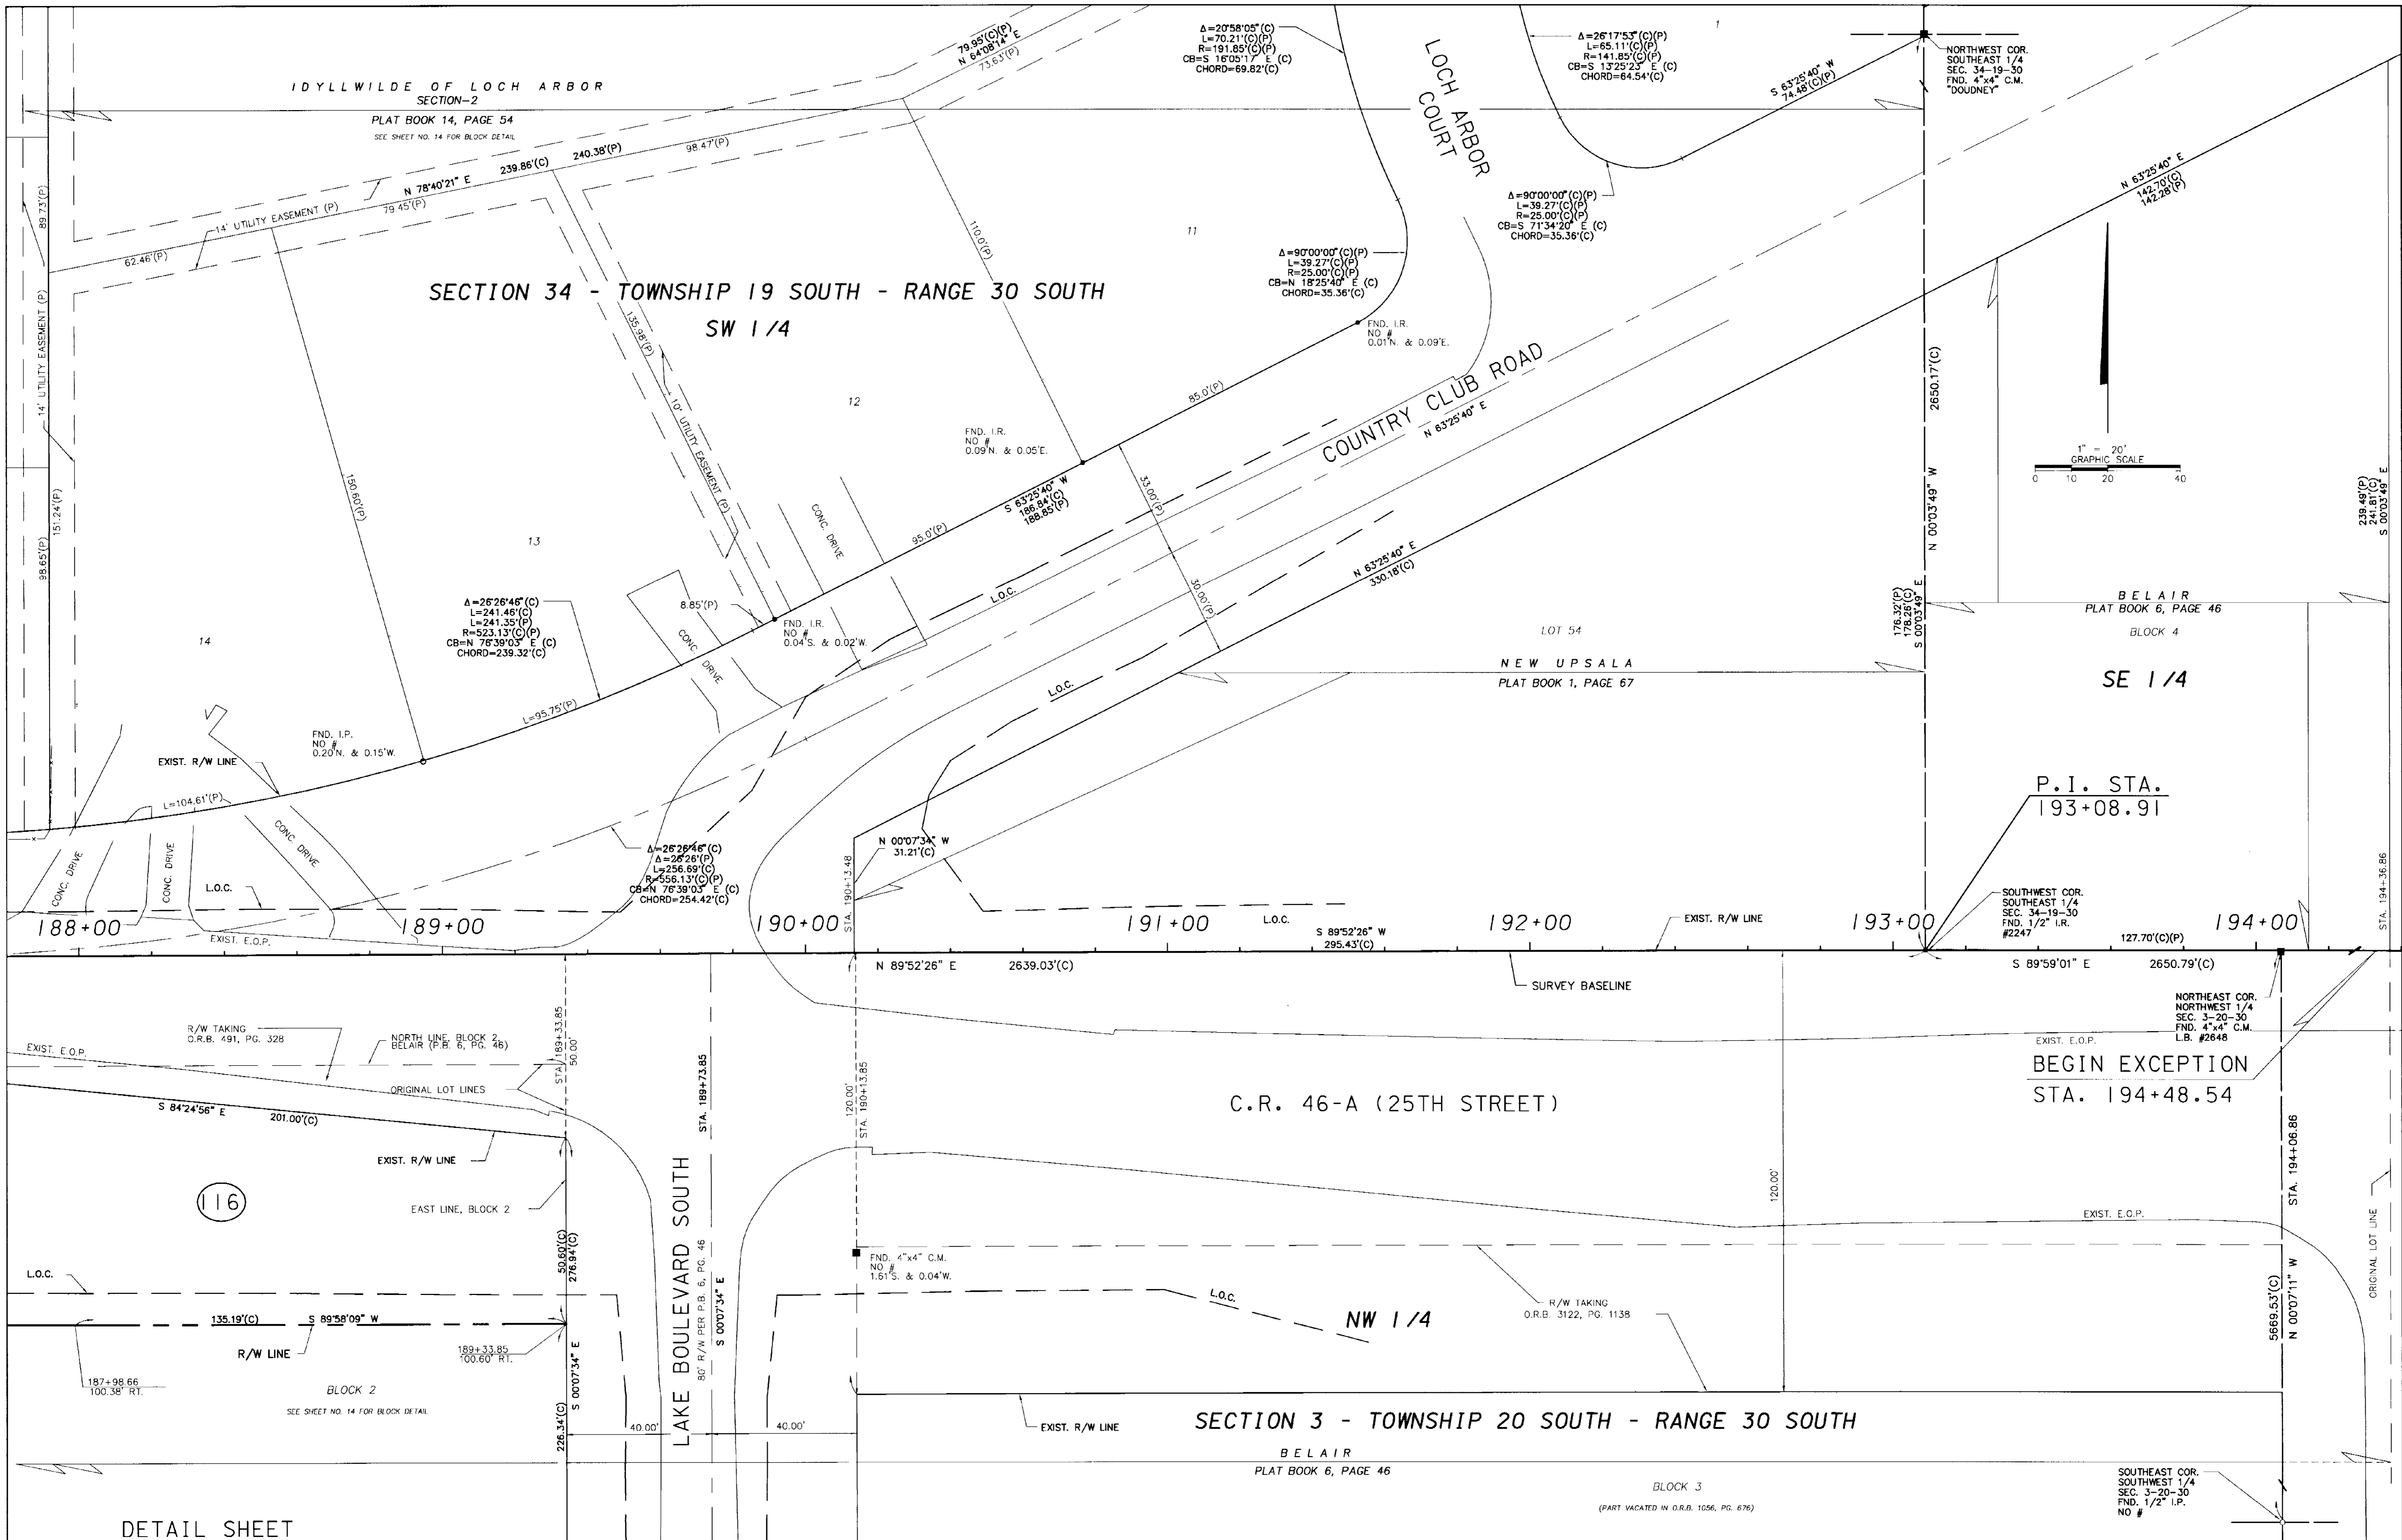 IDYLLWILDE OF LOCH ARBOR
SECTION-2
PLAT BOOK 14, PAGE 54
SEE SHEET NO. 14 FOR BLOCK DETAIL
79.95'(C)(P)
N 64°08'14" E
73.63'(P)
Δ=20°58'05"(C)
L=70.21'(C)(P)
R=191.85'(C)(P)
CB=S 16°05'17" E (C)
CHORD=69.82'(C)
LOCH ARBOR
COURT
Δ=26°17'53"(C)(P)
L=65.11'(C)(P)
R=141.85'(C)(P)
CB=S 13°25'23" E (C)
CHORD=64.54'(C)
1
S 63°25'40" W
74.48'(C)(P)
NORTHWEST COR.
SOUTHEAST 1/4
SEC. 34-19-30
FND. 4"x4" C.M.
"DOUDNEY"
89.73'(P)
14' UTILITY EASEMENT (P)
62.46'(P)
14' UTILITY EASEMENT (P)
N 78°40'21" E
239.86'(C)
240.38'(P)
79.45'(P)
98.47'(P)
110.0'(P)
11
Δ=90°00'00"(C)(P)
L=39.27'(C)(P)
R=25.00'(C)(P)
CB=S 71°34'20" E (C)
CHORD=35.36'(C)
Δ=90°00'00"(C)(P)
L=39.27'(C)(P)
R=25.00'(C)(P)
CB=N 18°25'40" E (C)
CHORD=35.36'(C)
N 63°25'40" E
142.70'(C)
142.28'(P)
SECTION 34 - TOWNSHIP 19 SOUTH - RANGE 30 SOUTH
SW 1/4
135.98'(P)
10' UTILITY EASEMENT (P)
FND. I.R.
NO #
0.01'N. & 0.09'E.
85.0'(P)
COUNTRY CLUB ROAD
N 63°25'40" E
2650.17'(C)
N 00°03'49" W
1" = 20'
GRAPHIC SCALE
0 10 20 40
239.49'(P)
241.81'(C)
S 00°03'49" E
12
FND. I.R.
NO #
0.09'N. & 0.05'E.
150.60'(P)
151.24'(P)
98.65'(P)
13
CONC. DRIVE
95.0'(P)
S 63°25'40" W
186.84'(C)
188.85'(P)
33.00'(P)
30.00'(P)
N 63°25'40" E
330.18'(C)
L.O.C.
14
Δ=26°26'46"(C)
L=241.46'(C)
L=241.35'(P)
R=523.13'(C)(P)
CB=N 76°39'03" E (C)
CHORD=239.32'(C)
8.85'(P)
FND. I.R.
NO #
0.04'S. & 0.02'W.
CONC. DRIVE
L.O.C.
LOT 54
NEW UPSALA
PLAT BOOK 1, PAGE 67
176.32'(P)
178.26'(C)
S 00°03'49" E
BELAIR
PLAT BOOK 6, PAGE 46
BLOCK 4
SE 1/4
L=95.75'(P)
FND. I.P.
NO #
0.20'N. & 0.15'W.
EXIST. R/W LINE
L=104.61'(P)
P.I. STA.
193+08.91
CONC. DRIVE
CONC. DRIVE
CONC. DRIVE
L.O.C.
Δ=26°26'46"(C)
Δ=26°26'(P)
L=256.69'(C)
R=556.13'(C)(P)
CB=N 76°39'03" E (C)
CHORD=254.42'(C)
STA. 190+13.48
N 00°07'34" W
31.21'(C)
SOUTHWEST COR.
SOUTHEAST 1/4
SEC. 34-19-30
FND. 1/2" I.R.
#2247
STA. 194+36.86
188+00
189+00
190+00
191+00
192+00
193+00
194+00
EXIST. E.O.P.
L.O.C.
S 89°52'26" W
295.43'(C)
EXIST. R/W LINE
127.70'(C)(P)
N 89°52'26" E
2639.03'(C)
SURVEY BASELINE
S 89°59'01" E
2650.79'(C)
NORTHEAST COR.
NORTHWEST 1/4
SEC. 3-20-30
FND. 4"x4" C.M.
L.B. #2648
R/W TAKING
O.R.B. 491, PG. 328
NORTH LINE, BLOCK 2
BELAIR (P.B. 6, PG. 46)
EXIST. E.O.P.
ORIGINAL LOT LINES
STA. 189+33.85
50.00'
STA. 189+73.85
120.00'
STA. 190+13.85
EXIST. E.O.P.
BEGIN EXCEPTION
STA. 194+48.54
C.R. 46-A (25TH STREET)
S 84°24'56" E
201.00'(C)
EXIST. R/W LINE
116
EAST LINE, BLOCK 2
120.00'
STA. 194+06.86
EXIST. E.O.P.
ORIGINAL LOT LINE
50.60'(C)
276.94'(C)
L.O.C.
FND. 4"x4" C.M.
NO #
1.61'S. & 0.04'W.
LAKE BOULEVARD SOUTH
80' R/W PER P.B. 6, PG. 46
S 00°07'34" E
L.O.C.
NW 1/4
R/W TAKING
O.R.B. 3122, PG. 1138
5669.53'(C)
N 00°07'11" W
135.19'(C)
S 89°58'09" W
R/W LINE
189+33.85
100.60' RT.
187+98.66
100.38' RT.
S 00°07'34" E
226.34'(C)
BLOCK 2
SEE SHEET NO. 14 FOR BLOCK DETAIL
40.00'
40.00'
EXIST. R/W LINE
SECTION 3 - TOWNSHIP 20 SOUTH - RANGE 30 SOUTH
BELAIR
PLAT BOOK 6, PAGE 46
BLOCK 3
(PART VACATED IN O.R.B. 1056, PG. 676)
SOUTHEAST COR.
SOUTHWEST 1/4
SEC. 3-20-30
FND. 1/2" I.P.
NO #
DETAIL SHEET